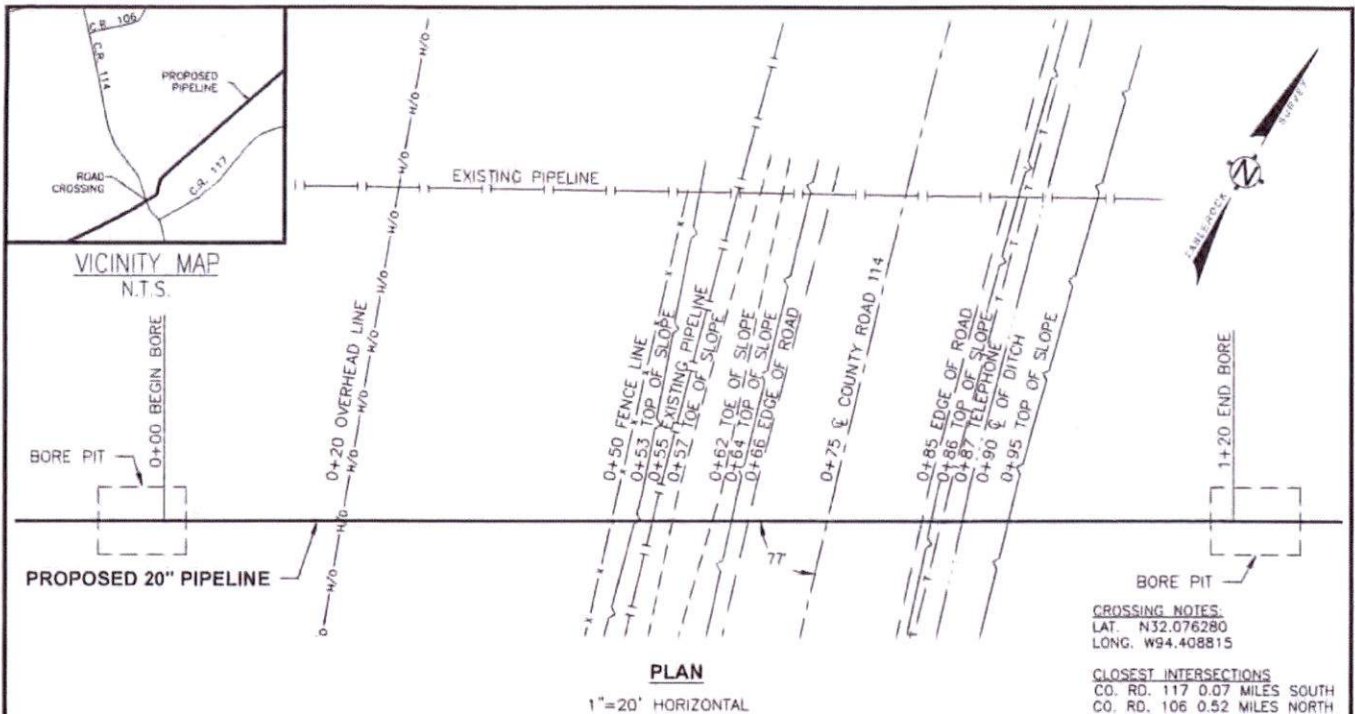 C.R. 106
C.R. 114
PROPOSED
PIPELINE
ROAD
CROSSING
C.R. 117
VICINITY MAP
N.T.S.
H/O
H/O
H/O
H/O
H/O
H/O
H/O
H/O
H/O
H/O
EXISTING PIPELINE
TABLEROCK
N
SURVEY
BORE PIT
0+00 BEGIN BORE
0+20 OVERHEAD LINE
0+50 FENCE LINE
0+53 TOP OF SLOPE
0+55 EXISTING PIPELINE
0+57 TOE OF SLOPE
0+62 TOE OF SLOPE
0+64 TOP OF SLOPE
0+66 EDGE OF ROAD
0+75 ℄ COUNTY ROAD 114
0+85 EDGE OF ROAD
0+86 TOP OF SLOPE
0+87 TELEPHONE
0+90 ℄ OF DITCH
0+95 TOP OF SLOPE
1+20 END BORE
77°
PROPOSED 20" PIPELINE
BORE PIT
PLAN
1"=20' HORIZONTAL
CROSSING NOTES:
LAT. N32.076280
LONG. W94.408815
CLOSEST INTERSECTIONS
CO. RD. 117 0.07 MILES SOUTH
CO. RD. 106 0.52 MILES NORTH